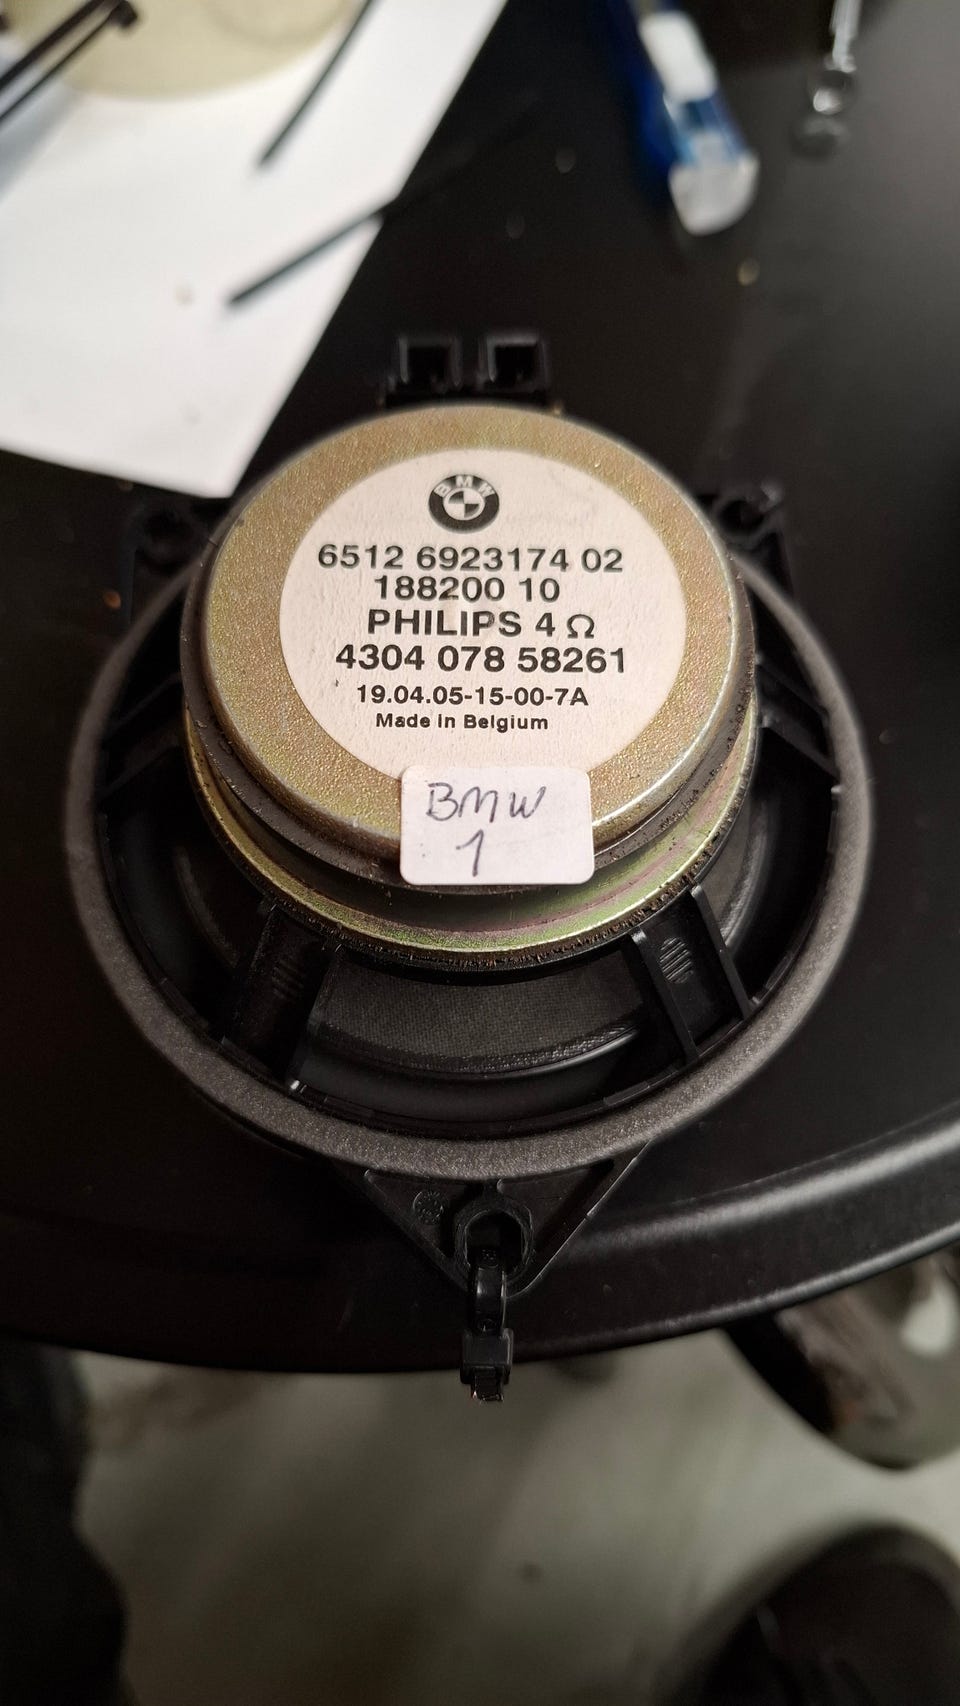 BMW
6512 6923174 02
188200 10
PHILIPS 4 Ω
4304 078 58261
19.04.05-15-00-7A
Made in Belgium
BMW
1